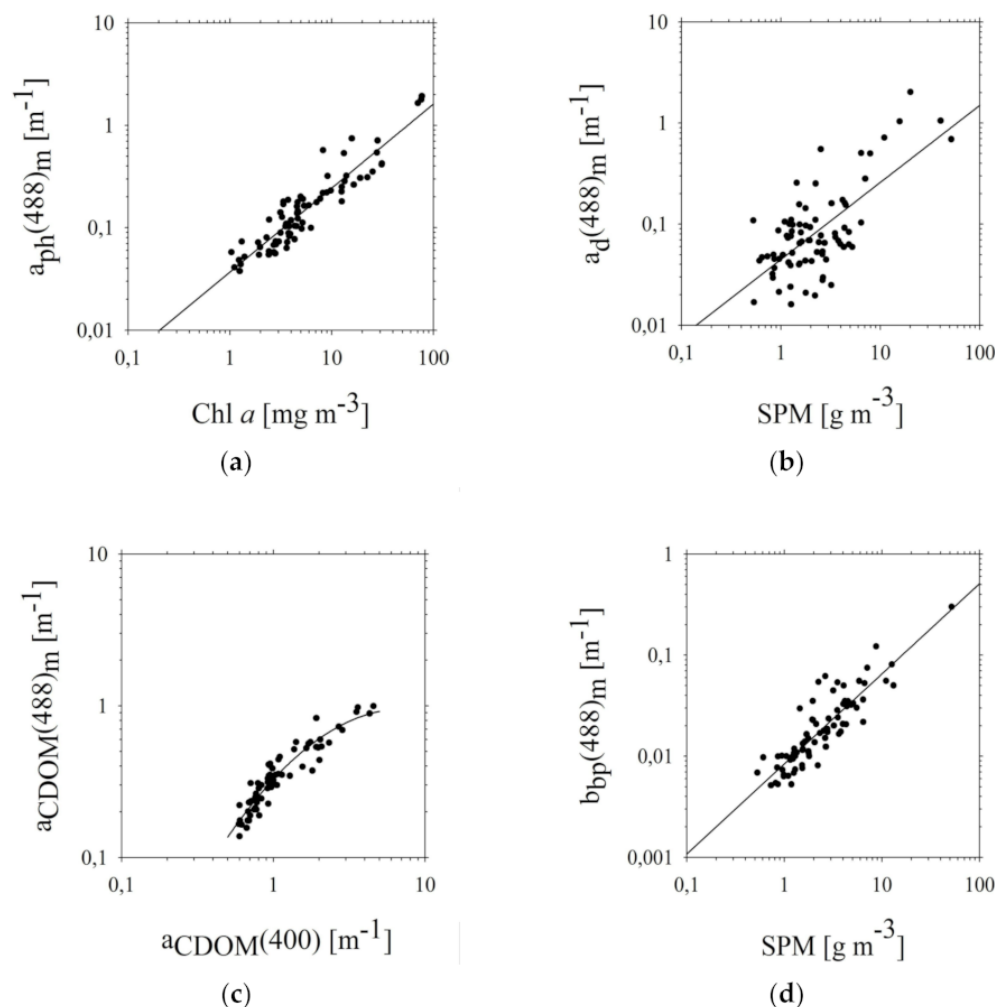 10
1
0,1
0,01
a_ph(488)_m [m^-1]
0,1 1 10 100
Chl a [mg m^-3]
(a)
10
1
0,1
0,01
a_d(488)_m [m^-1]
0,1 1 10 100
SPM [g m^-3]
(b)
10
1
0,1
a_CDOM(488)_m [m^-1]
0,1 1 10
a_CDOM(400) [m^-1]
(c)
1
0,1
0,01
0,001
b_bp(488)_m [m^-1]
0,1 1 10 100
SPM [g m^-3]
(d)